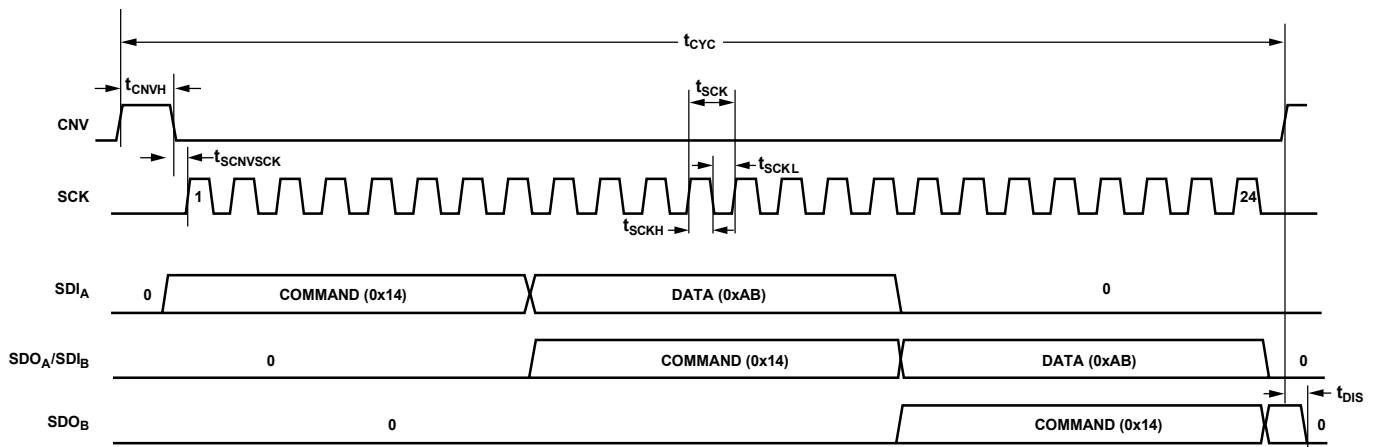 tCYC
tCNVH
tSCK
CNV
tSCNVSCK
tSCKL
SCK
1
24
tSCKH
SDIA
0
COMMAND (0x14)
DATA (0xAB)
0
SDOA/SDIB
0
COMMAND (0x14)
DATA (0xAB)
0
tDIS
SDOB
0
COMMAND (0x14)
0